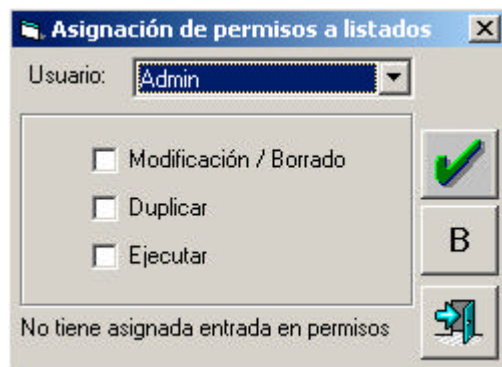 Asignación de permisos a listados
Usuario: Admin
Modificación / Borrado
Duplicar
Ejecutar
B
No tiene asignada entrada en permisos